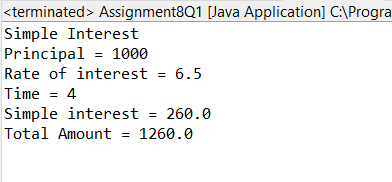 <terminated> Assignment8Q1 [Java Application] C:\Progra
Simple Interest
Principal = 1000
Rate of interest = 6.5
Time = 4
Simple interest = 260.0
Total Amount = 1260.0